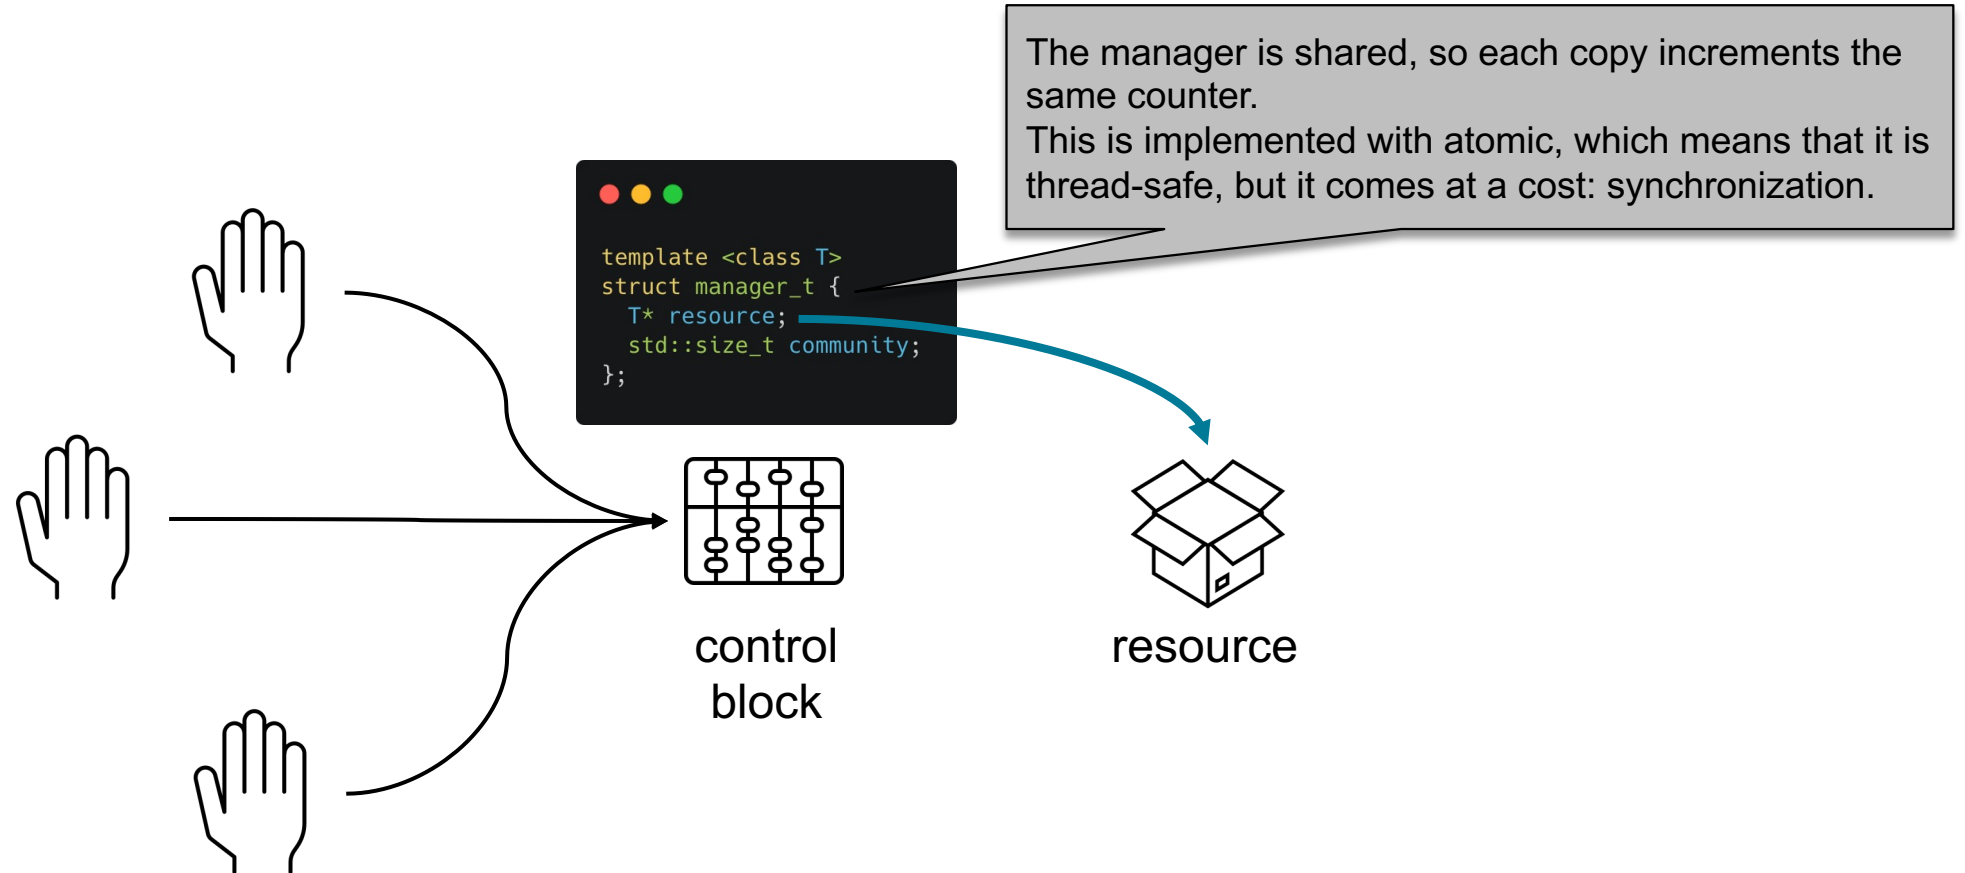 The manager is shared, so each copy increments the
same counter.
This is implemented with atomic, which means that it is
thread-safe, but it comes at a cost: synchronization.
template <class T>
struct manager_t {
  T* resource;
  std::size_t community;
};
control
block
resource